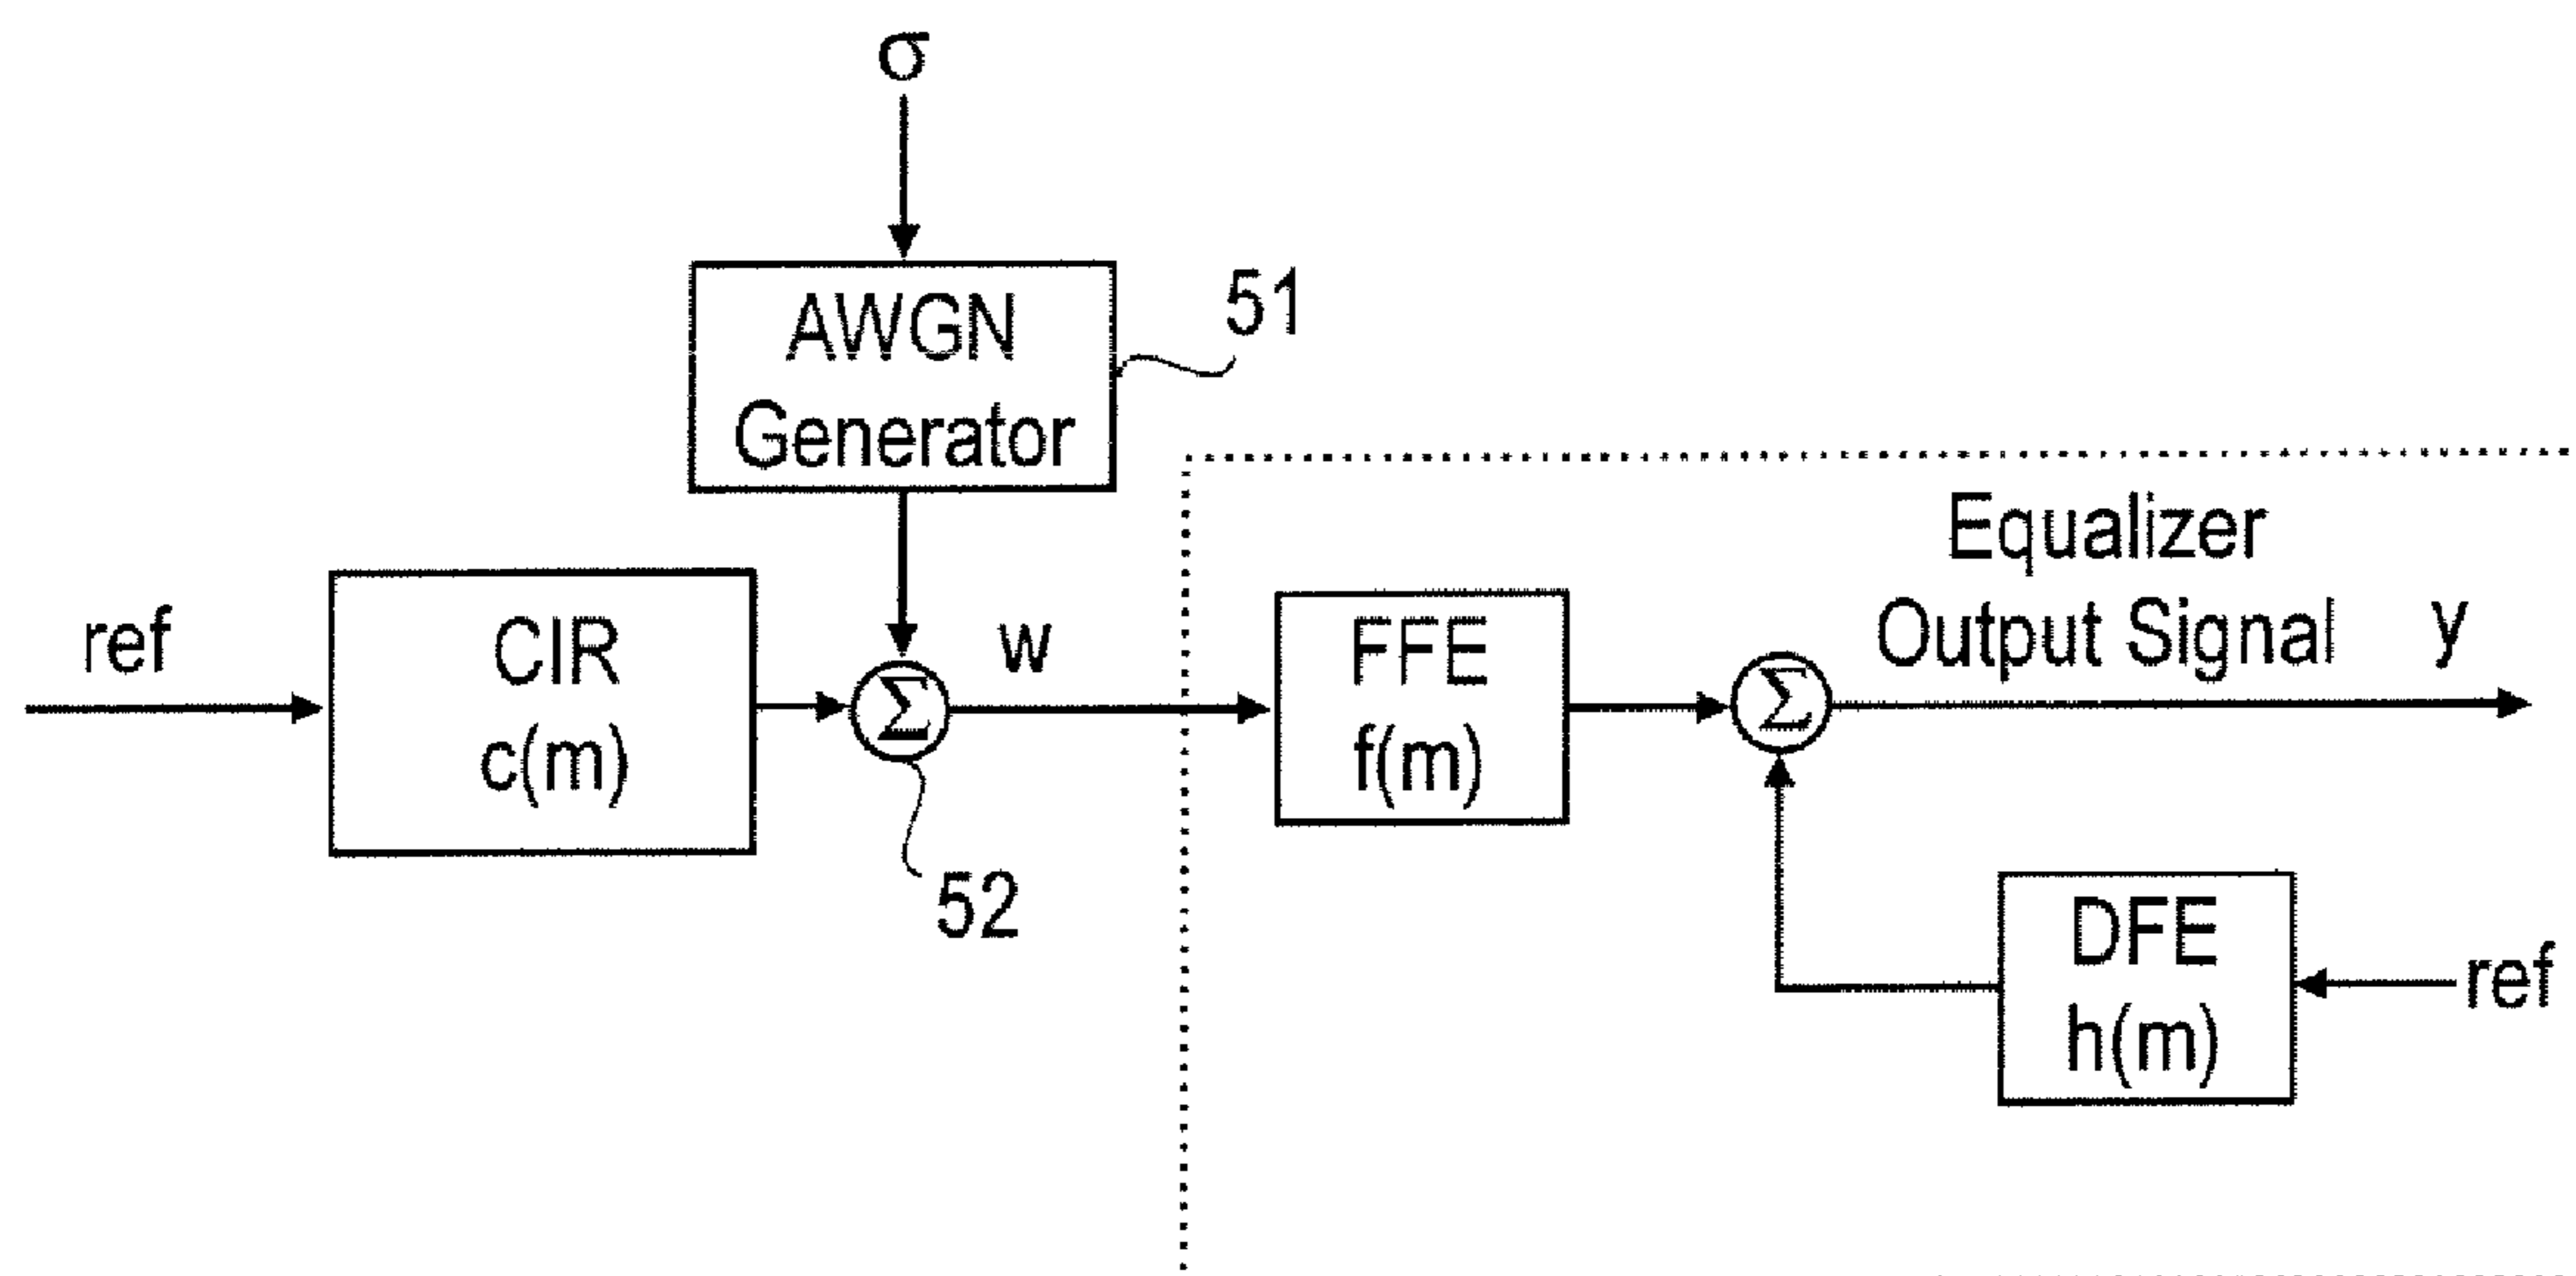 σ
AWGN
Generator
51
ref
CIR
c(m)
Σ
w
52
FFE
f(m)
Σ
Equalizer
Output Signal y
DFE
h(m)
ref